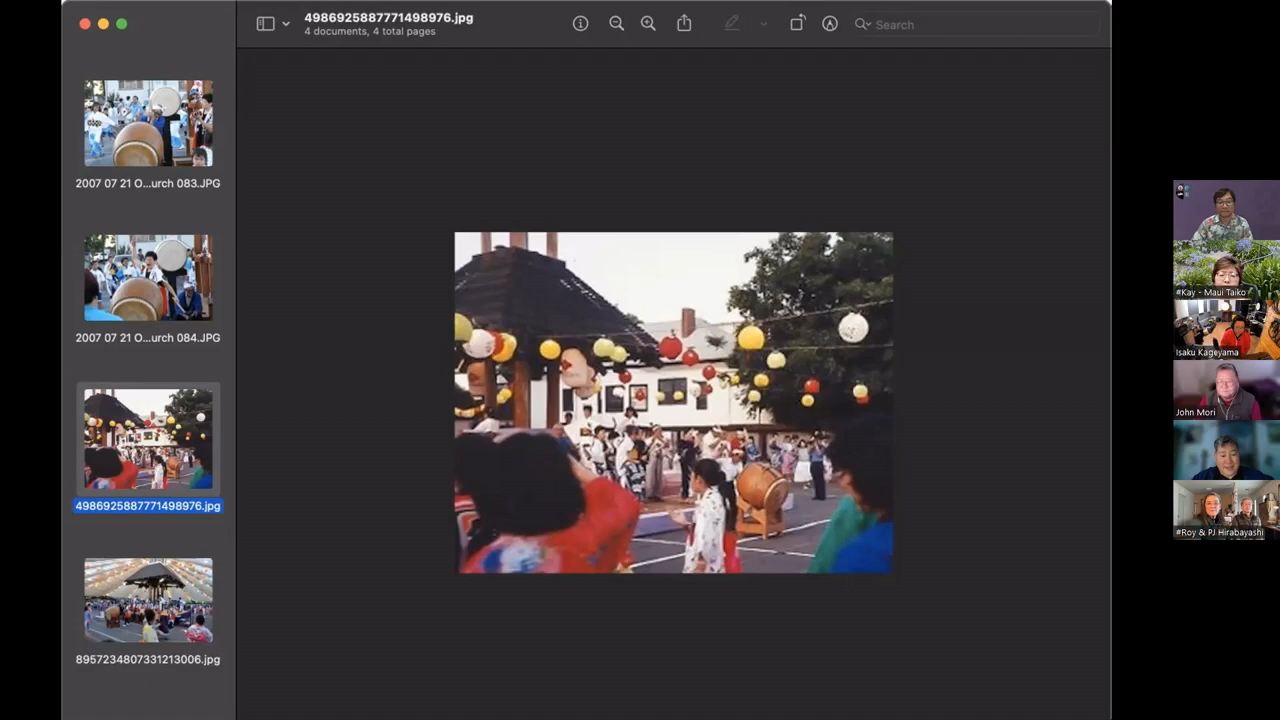 4986925887771498976.jpg
4 documents, 4 total pages
Search
2007 07 21 O...urch 083.JPG
2007 07 21 O...urch 084.JPG
4986925887771498976.jpg
8957234807331213006.jpg
#Kay - Maui Taiko
Isaku Kageyama
John Mori
#Roy & PJ Hirabayashi